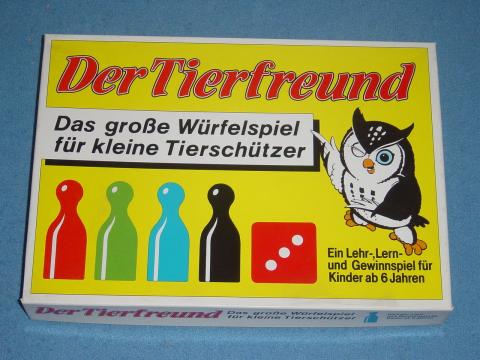 Der Tierfreund
Das große Würfelspiel
für kleine Tierschützer
Ein Lehr-,Lern-
und Gewinnspiel für
Kinder ab 6 Jahren
Der Tierfreund
Das große Würfelspiel
für kleine Tierschützer